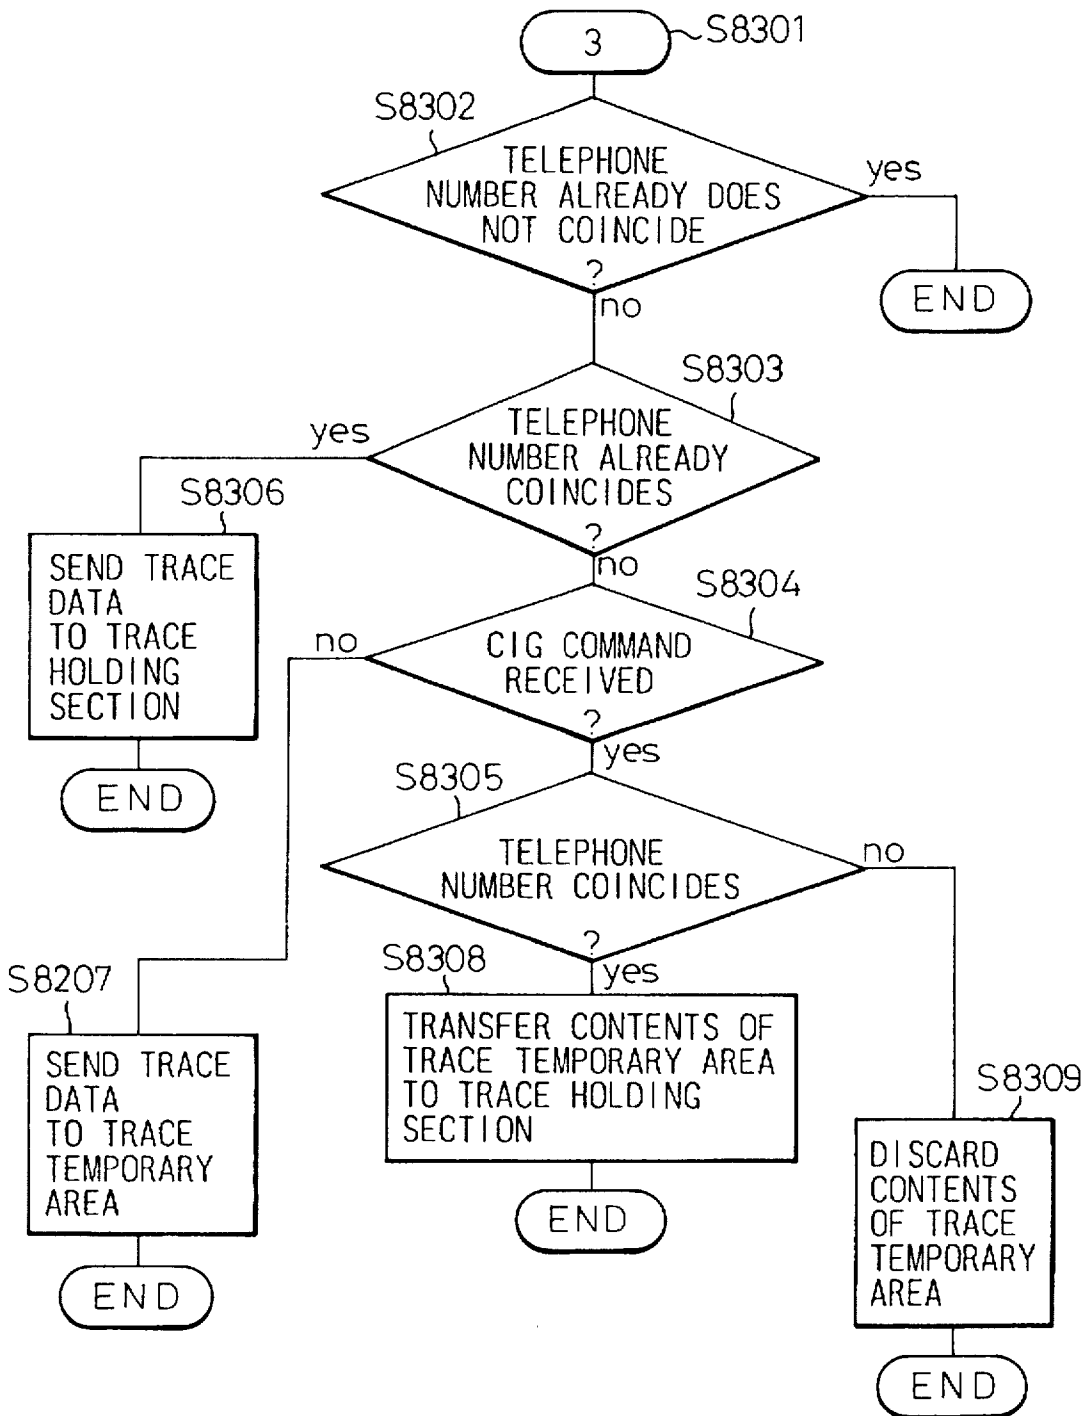 3
S8301
S8302
TELEPHONE
NUMBER ALREADY DOES
NOT COINCIDE
?
yes
END
no
S8303
TELEPHONE
NUMBER ALREADY
COINCIDES
?
yes
S8306
SEND TRACE
DATA
TO TRACE
HOLDING
SECTION
END
no
S8304
CIG COMMAND
RECEIVED
?
no
yes
S8305
TELEPHONE
NUMBER COINCIDES
?
no
yes
S8207
SEND TRACE
DATA
TO TRACE
TEMPORARY
AREA
END
S8308
TRANSFER CONTENTS OF
TRACE TEMPORARY AREA
TO TRACE HOLDING
SECTION
END
S8309
DISCARD
CONTENTS
OF TRACE
TEMPORARY
AREA
END